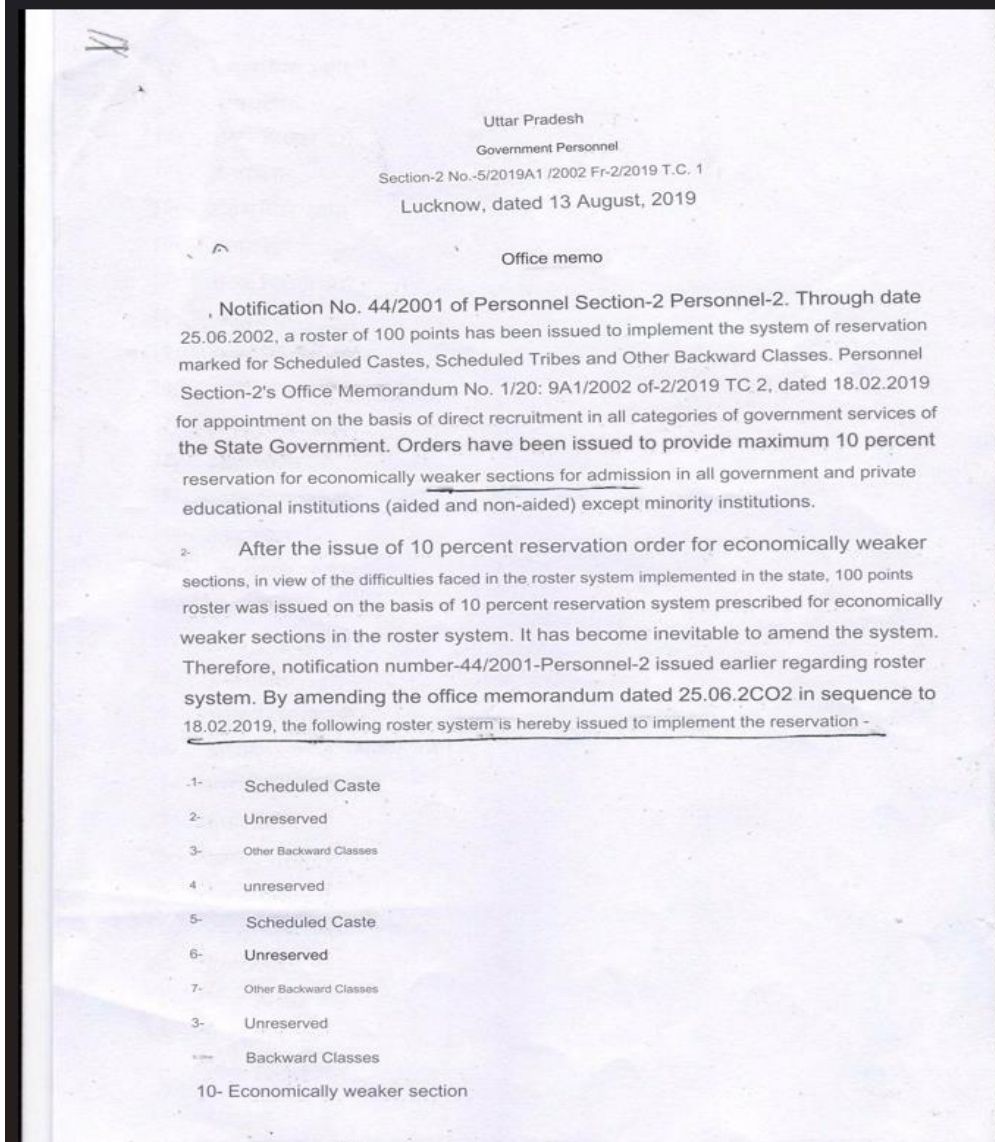 Uttar Pradesh
Government Personnel
Section-2 No.-5/2019A1 /2002 Fr-2/2019 T.C. 1
Lucknow, dated 13 August, 2019
Office memo
, Notification No. 44/2001 of Personnel Section-2 Personnel-2. Through date
25.06.2002, a roster of 100 points has been issued to implement the system of reservation
marked for Scheduled Castes, Scheduled Tribes and Other Backward Classes. Personnel
Section-2's Office Memorandum No. 1/20: 9A1/2002 of-2/2019 TC 2, dated 18.02.2019
for appointment on the basis of direct recruitment in all categories of government services of
the State Government. Orders have been issued to provide maximum 10 percent
reservation for economically weaker sections for admission in all government and private
educational institutions (aided and non-aided) except minority institutions.
2- After the issue of 10 percent reservation order for economically weaker
sections, in view of the difficulties faced in the roster system implemented in the state, 100 points
roster was issued on the basis of 10 percent reservation system prescribed for economically
weaker sections in the roster system. It has become inevitable to amend the system.
Therefore, notification number-44/2001-Personnel-2 issued earlier regarding roster
system. By amending the office memorandum dated 25.06.2CO2 in sequence to
18.02.2019, the following roster system is hereby issued to implement the reservation -
1- Scheduled Caste
2- Unreserved
3- Other Backward Classes
4 unreserved
5- Scheduled Caste
6- Unreserved
7- Other Backward Classes
3- Unreserved
Backward Classes
10- Economically weaker section